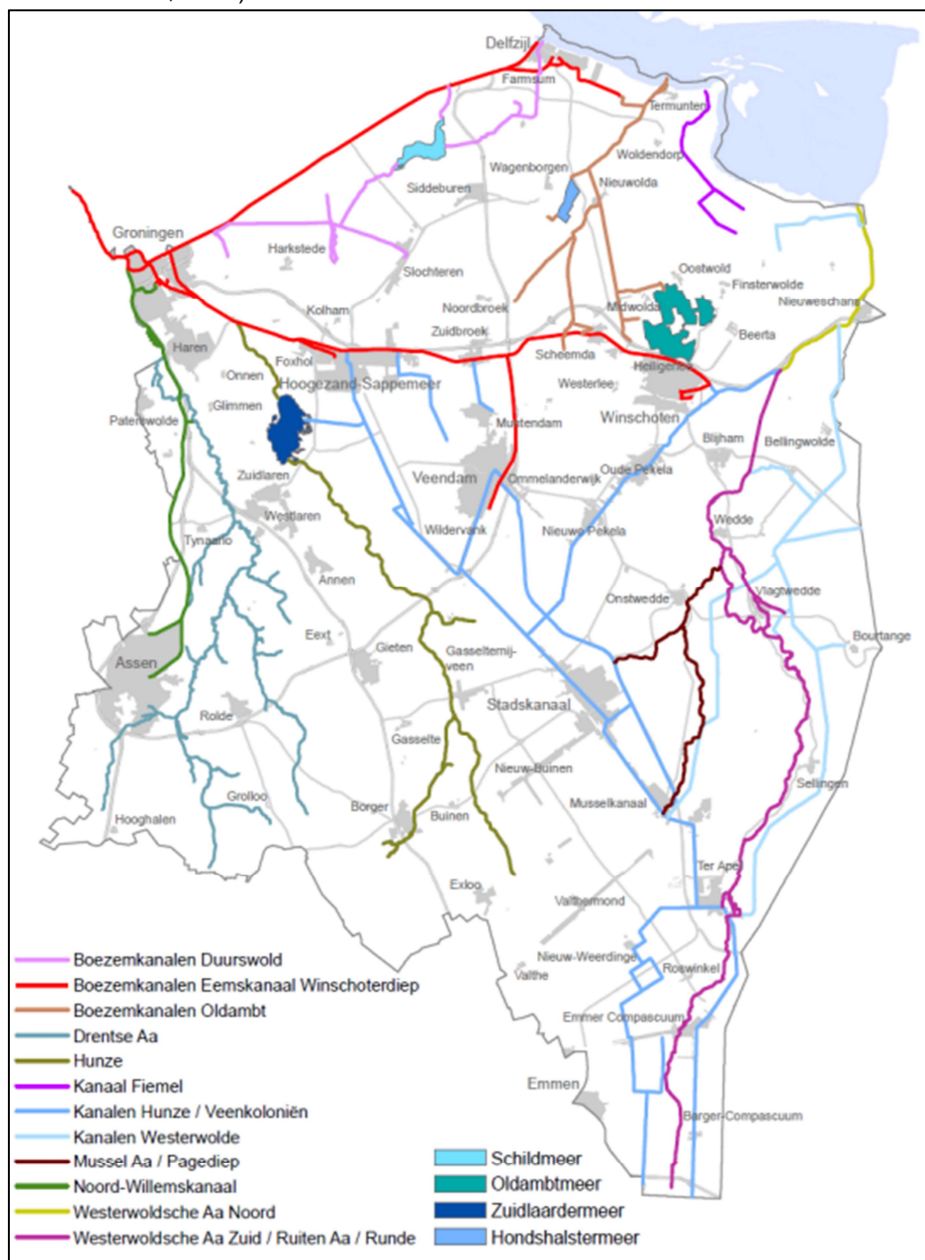 Delfzijl
Farmsum
Termunten
Woldendorp
Wagenborgen
Nieuwolda
Siddeburen
Groningen
Harkstede
Slochteren
Oostwold
Finsterwolde
Nieuweschans
Kolham
Noordbroek
Midwolda
Zuidbroek
Beerta
Haren
Foxhol
Scheemda
Heiligerlee
Onnen
Hoogezand-Sappemeer
Westerlee
Glimmen
Winschoten
Paterswolde
Muntendam
Blijham
Bellingwolde
Zuidlaren
Veendam
Ommelanderwijk
Oude Pekela
Westlaren
Wildervank
Nieuwe Pekela
Wedde
Tynaarlo
Annen
Onstwedde
Vlagtwedde
Eext
Bourtange
Assen
Gieten
Gasselternij-
veen
Stadskanaal
Rolde
Gasselte
Nieuw-Buinen
Sellingen
Grolloo
Musselkanaal
Hooghalen
Borger
Buinen
Ter Apel
Exloo
Valthermond
Nieuw-Weerdinge
Valthe
Roswinkel
Emmer Compascuum
Emmen
Barger-Compascuum
Boezemkanalen Duurswold
Boezemkanalen Eemskanaal Winschoterdiep
Boezemkanalen Oldambt
Drentse Aa
Hunze
Kanaal Fiemel
Kanalen Hunze / Veenkoloniën
Kanalen Westerwolde
Mussel Aa / Pagediep
Noord-Willemskanaal
Westerwoldsche Aa Noord
Westerwoldsche Aa Zuid / Ruiten Aa / Runde
Schildmeer
Oldambtmeer
Zuidlaardermeer
Hondshalstermeer